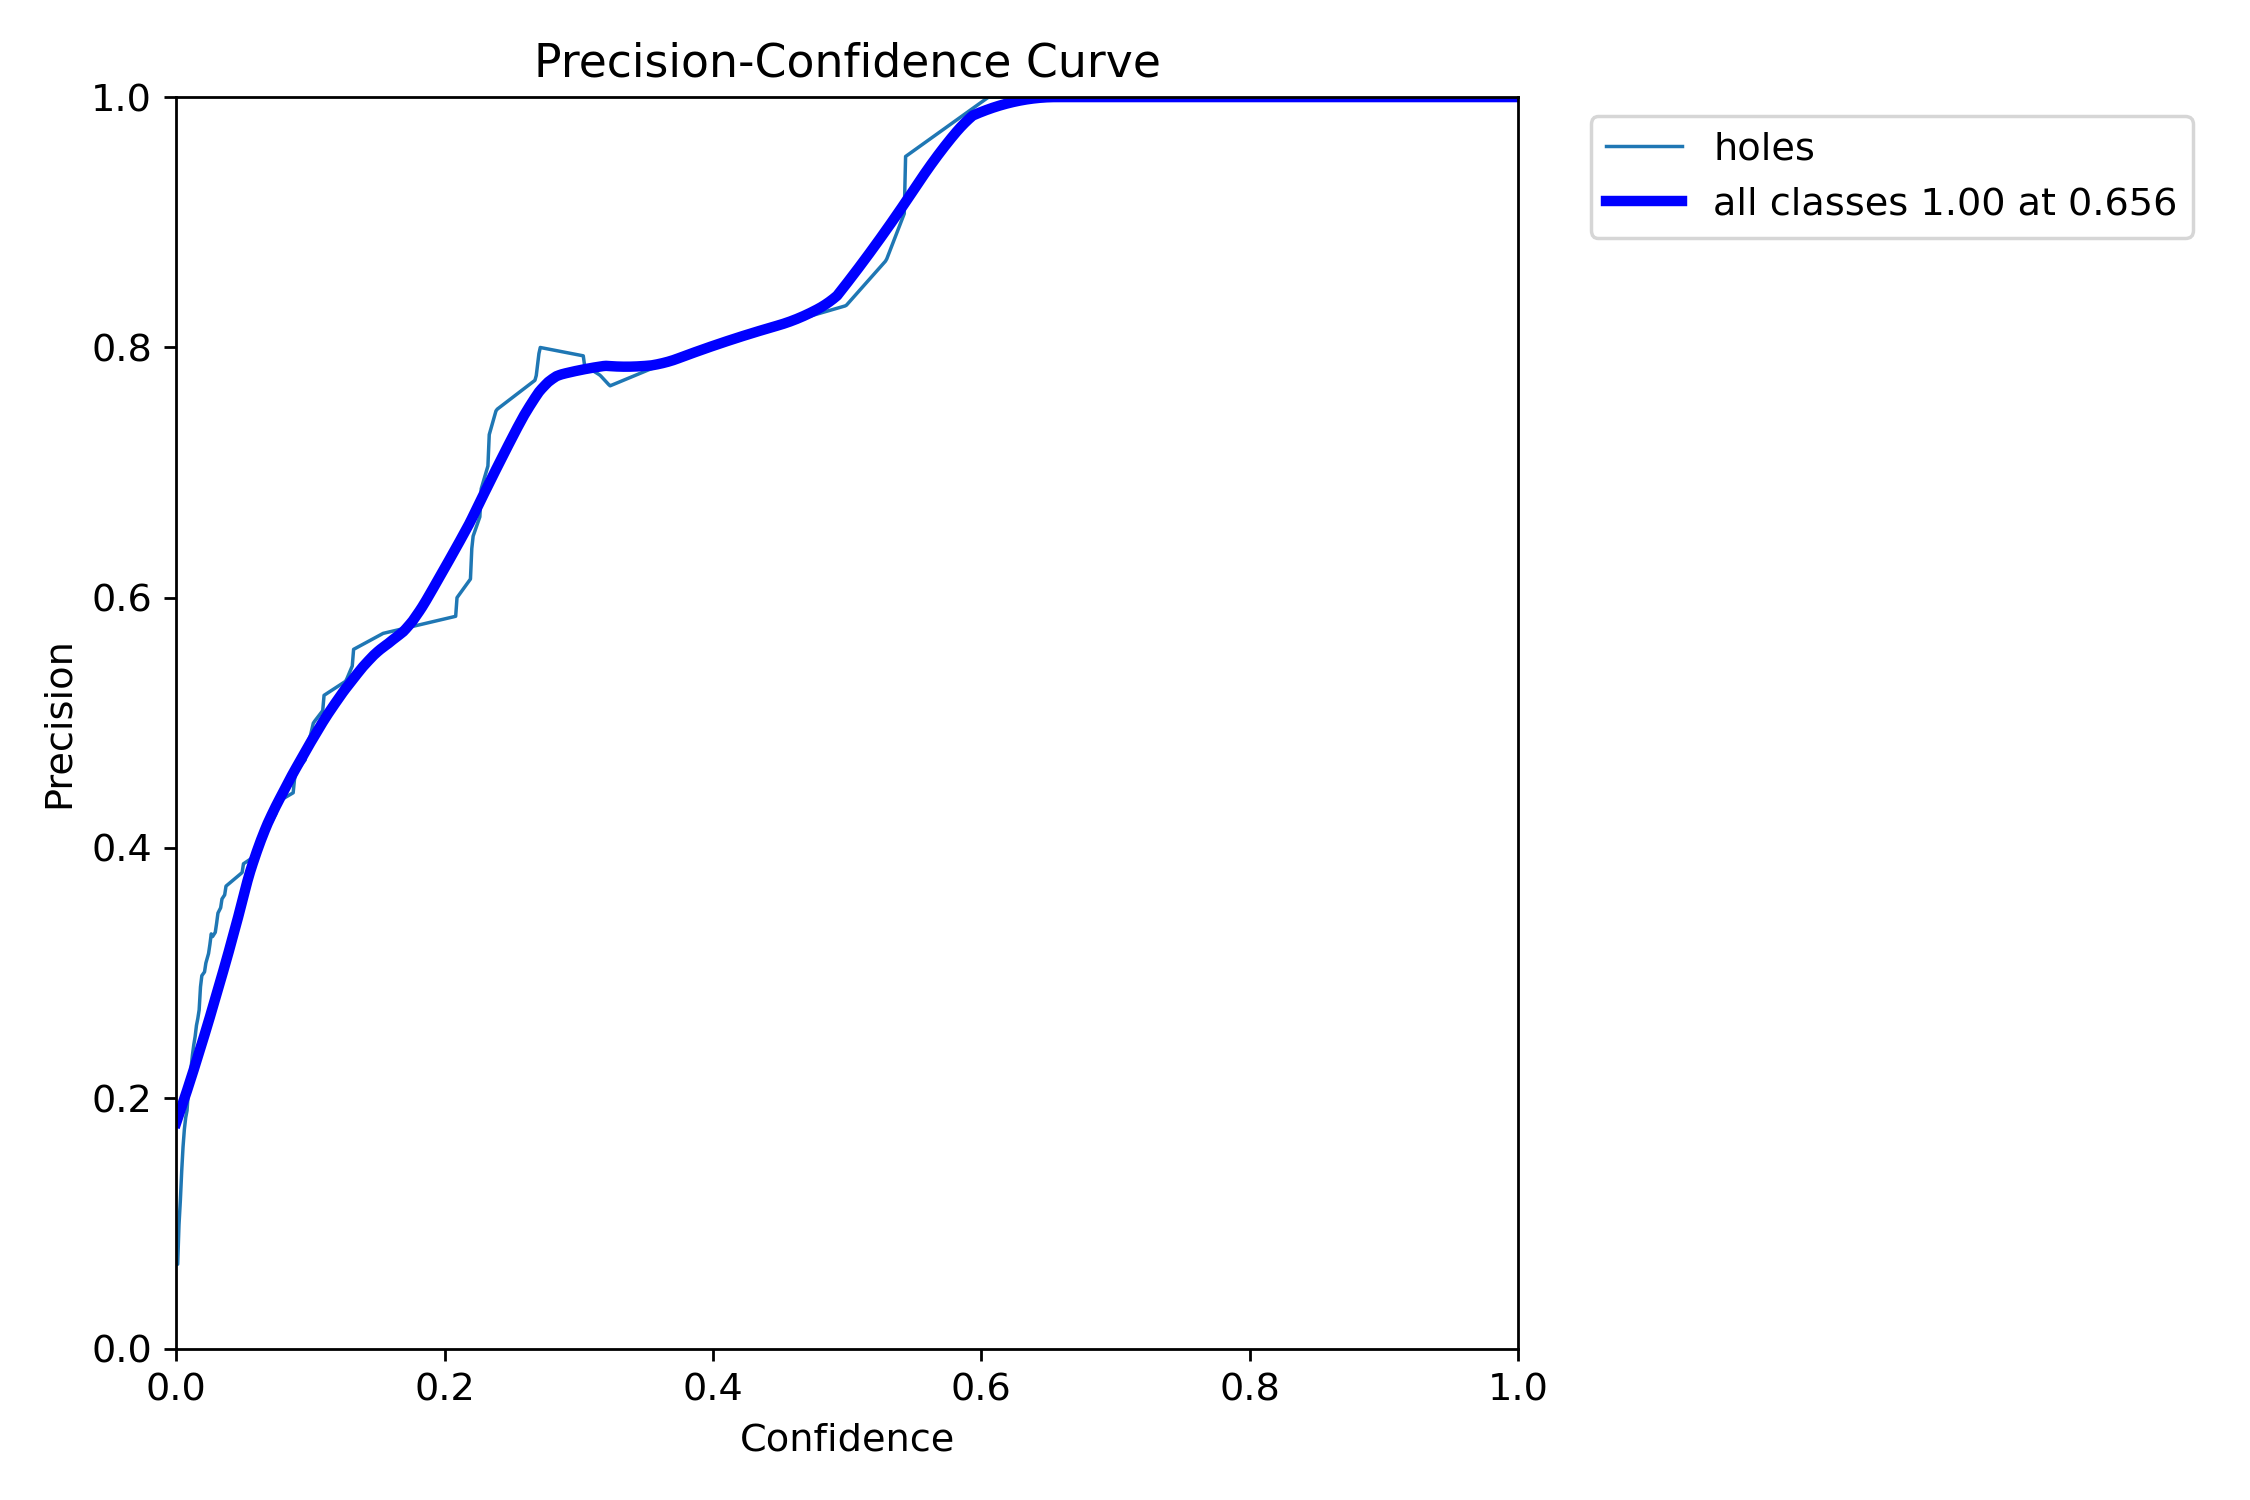 Precision-Confidence Curve
1.0
0.8
0.6
0.4
0.2
0.0
Precision
0.0 0.2 0.4 0.6 0.8 1.0
Confidence
holes
all classes 1.00 at 0.656